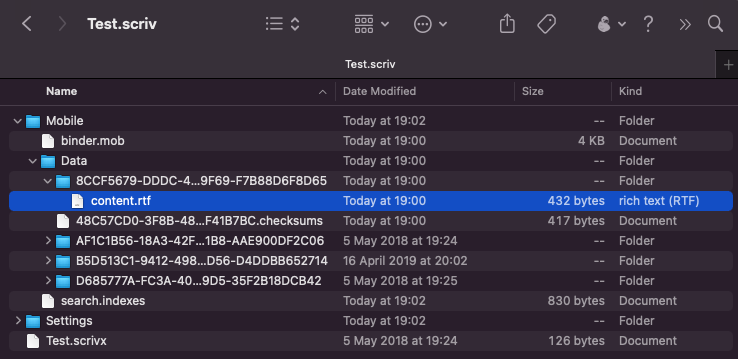 Test.scriv
Test.scriv
Name Date Modified Size Kind
Mobile Today at 19:02 -- Folder
binder.mob Today at 19:00 4 KB Document
Data Today at 19:00 -- Folder
8CCF5679-DDDC-4...9F69-F7B88D6F8D65 Today at 19:00 -- Folder
content.rtf Today at 19:00 432 bytes rich text (RTF)
48C57CD0-3F8B-48...F41B7BC.checksums Today at 19:00 417 bytes Document
AF1C1B56-18A3-42F...1B8-AAE900DF2C06 5 May 2018 at 19:24 -- Folder
B5D513C1-9412-498...D56-D4DDBB652714 16 April 2019 at 20:02 -- Folder
D685777A-FC3A-40...9D5-35F2B18DCB42 5 May 2018 at 19:25 -- Folder
search.indexes Today at 19:02 830 bytes Document
Settings Today at 19:02 -- Folder
Test.scrivx 5 May 2018 at 19:24 126 bytes Document